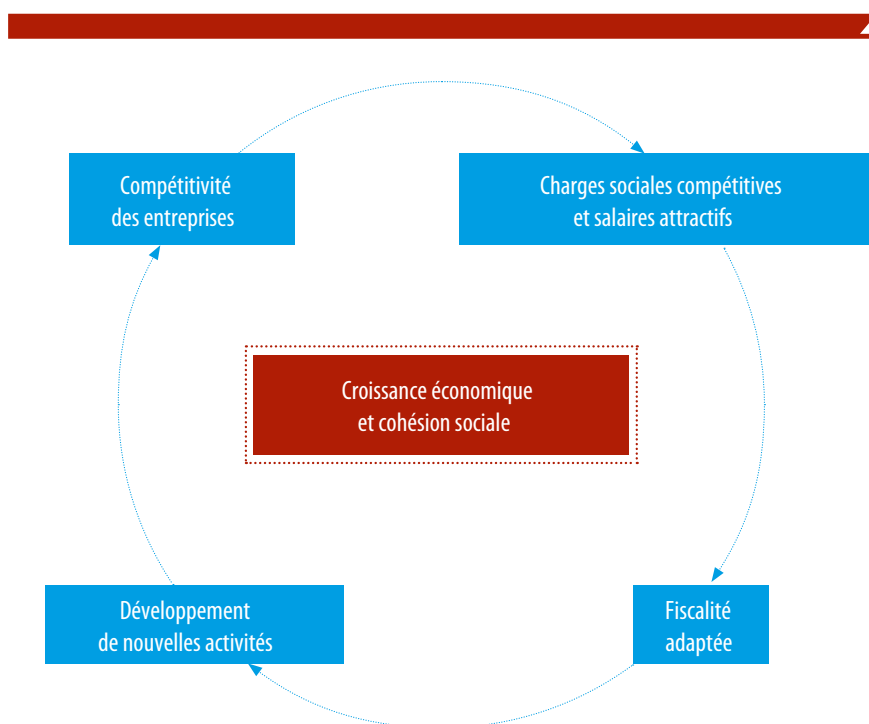 Compétitivité
des entreprises
Charges sociales compétitives
et salaires attractifs
Croissance économique
et cohésion sociale
Développement
de nouvelles activités
Fiscalité
adaptée